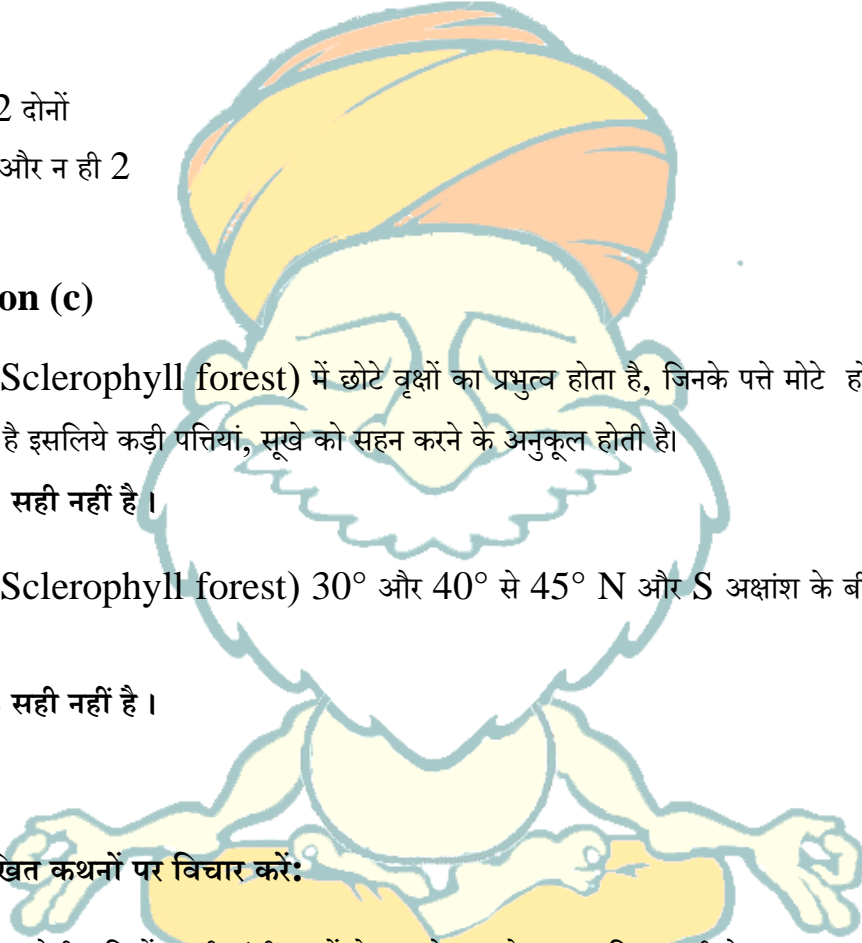 2 दोनों
और न ही 2
on (c)
Sclerophyll forest) में छोटे वृक्षों का प्रभुत्व होता है, जिनके पत्ते मोटे हो
है इसलिये कड़ी पत्तियां, सूखे को सहन करने के अनुकूल होती है।
सही नहीं है ।
Sclerophyll forest) 30° और 40° से 45° N और S अक्षांश के बी
सही नहीं है ।
खित कथनों पर विचार करें: